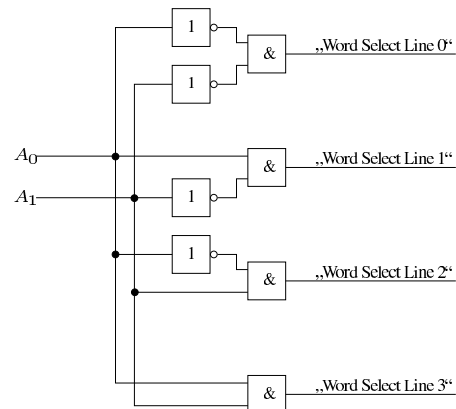 1
&
„Word Select Line 0“
1
A0
&
„Word Select Line 1“
A1
1
1
&
„Word Select Line 2“
&
„Word Select Line 3“